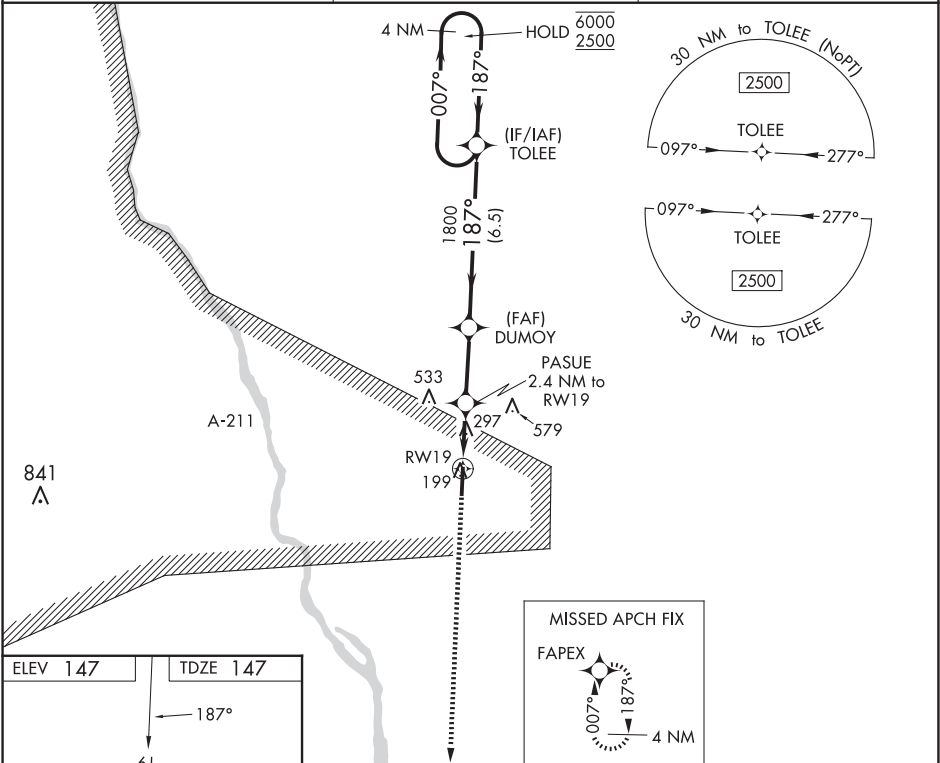 4 NM
HOLD
6000
2500
007°
187°
(IF/IAF)
TOLEE
1800
187°
(6.5)
(FAF)
DUMOY
PASUE
2.4 NM to
RW19
533
297
579
A-211
RW19
199
841
30 NM to TOLEE (NoPT)
2500
TOLEE
097°
277°
097°
277°
TOLEE
2500
30 NM to TOLEE
MISSED APCH FIX
FAPEX
007°
187°
4 NM
ELEV 147
TDZE 147
187°